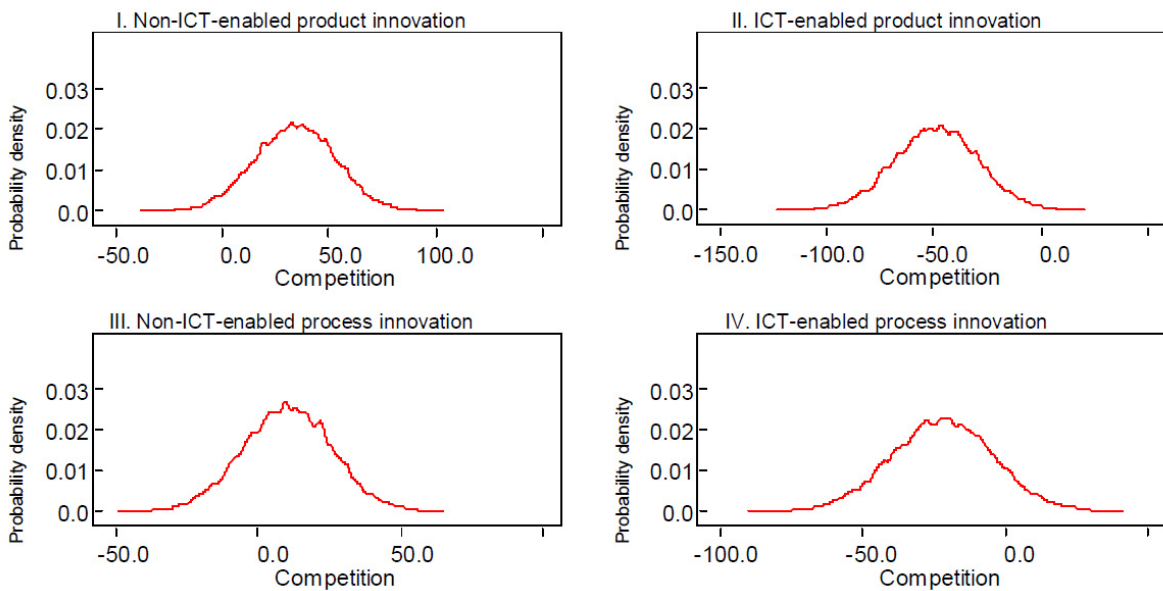 I. Non-ICT-enabled product innovation
Probability density
0.03
0.02
0.01
0.0
-50.0 0.0 50.0 100.0
Competition
II. ICT-enabled product innovation
Probability density
0.03
0.02
0.01
0.0
-150.0 -100.0 -50.0 0.0
Competition
III. Non-ICT-enabled process innovation
Probability density
0.03
0.02
0.01
0.0
-50.0 0.0 50.0
Competition
IV. ICT-enabled process innovation
Probability density
0.03
0.02
0.01
0.0
-100.0 -50.0 0.0
Competition